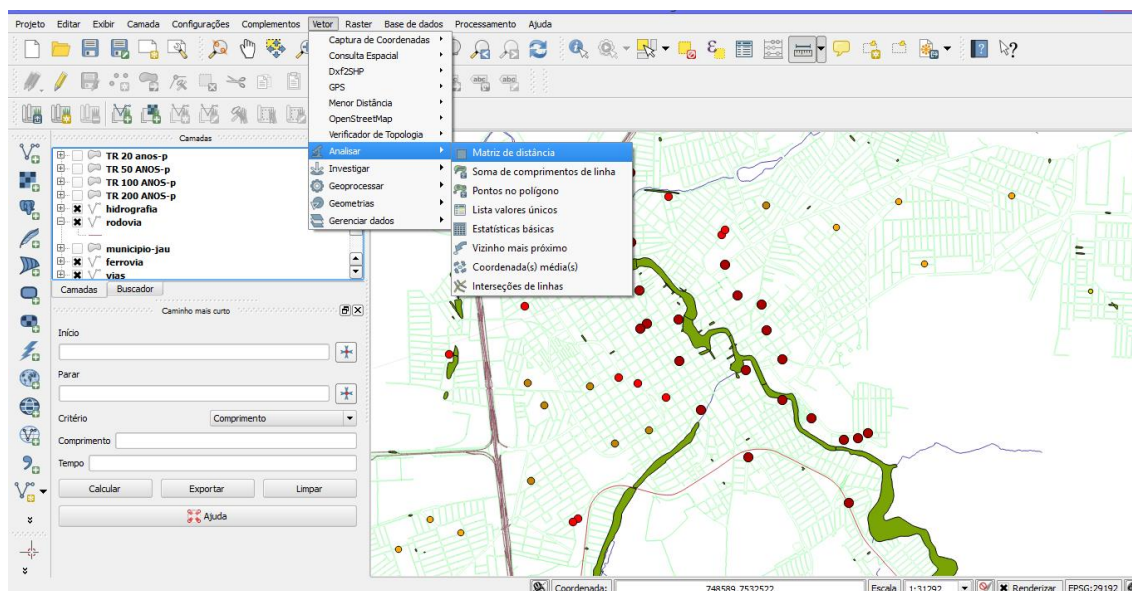 Projeto Editar Exibir Camada Configurações Complementos Vetor Raster Base de dados Processamento Ajuda
Captura de Coordenadas
Consulta Espacial
Dxf2SHP
GPS
Menor Distância
OpenStreetMap
Verificador de Topologia
Analisar
Investigar
Geoprocessar
Geometrias
Gerenciar dados
Matriz de distância
Soma de comprimentos de linha
Pontos no polígono
Lista valores únicos
Estatísticas básicas
Vizinho mais próximo
Coordenada(s) média(s)
Interseções de linhas
abc
abc
Camadas
TR 20 anos-p
TR 50 ANOS-p
TR 100 ANOS-p
TR 200 ANOS-p
hidrografia
rodovia
municipio-jau
ferrovia
vias
Camadas Buscador
Caminho mais curto
Início
Parar
Critério Comprimento
Comprimento
Tempo
Calcular Exportar Limpar
Ajuda
Coordenada: 748589,7532522 Escala 1:31292 Renderizar EPSG:29192